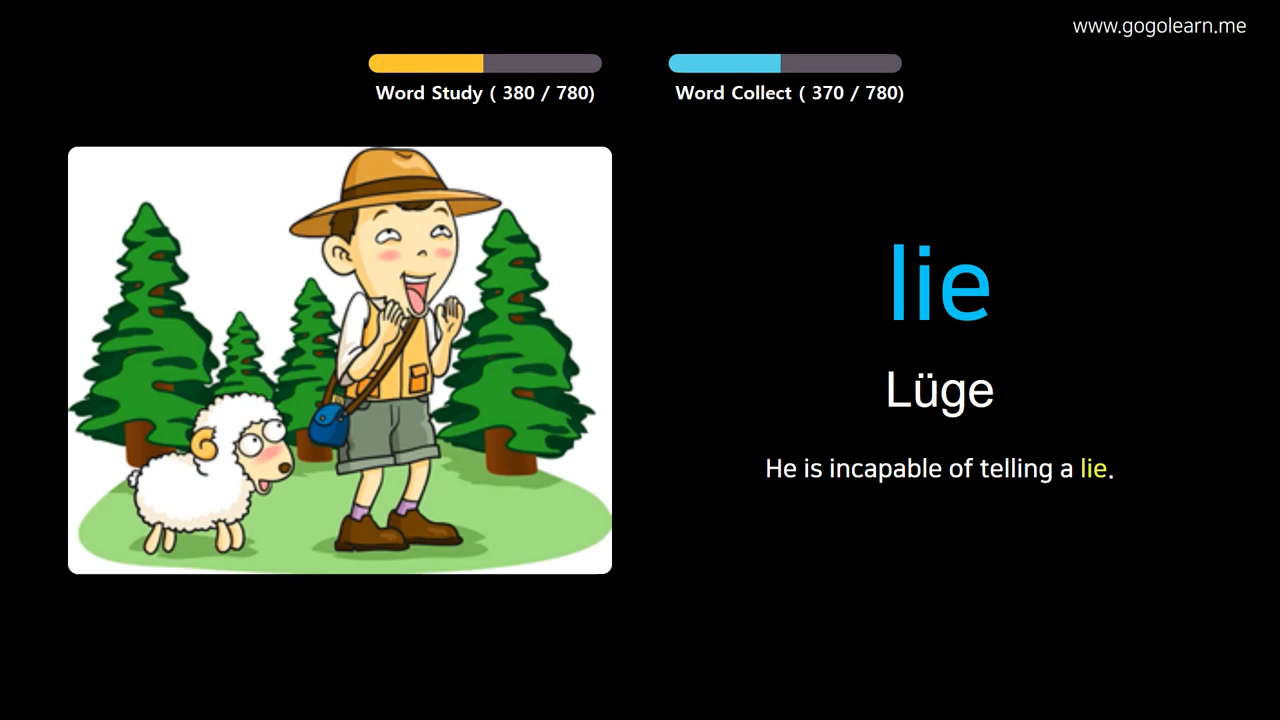 www.gogolearn.me
Word Study ( 380 / 780)
Word Collect ( 370 / 780)
lie
Lüge
He is incapable of telling a lie.